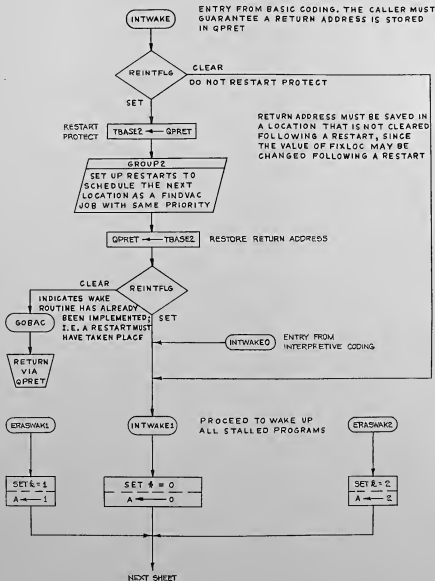 INTWAKE
ENTRY FROM BASIC CODING. THE CALLER MUST
GUARANTEE A RETURN ADDRESS IS STORED
IN QPRET
REINTFLG
CLEAR
DO NOT RESTART PROTECT
SET
RESTART
PROTECT
TBASE2 ← QPRET
RETURN ADDRESS MUST BE SAVED IN
A LOCATION THAT IS NOT CLEARED
FOLLOWING A RESTART, SINCE
THE VALUE OF FIXLOC MAY BE
CHANGED FOLLOWING A RESTART
GROUP2
SET UP RESTARTS TO
SCHEDULE THE NEXT
LOCATION AS A FINDVAC
JOB WITH SAME PRIORITY
QPRET ← TBASE2
RESTORE RETURN ADDRESS
CLEAR
REINTFLG
INDICATES WAKE
ROUTINE HAS ALREADY
BEEN IMPLEMENTED;
I.E. A RESTART MUST
HAVE TAKEN PLACE
SET
GOBAC
RETURN
VIA
QPRET
INTWAKE0
ENTRY FROM
INTERPRETIVE CODING
ERASWAK1
INTWAKE1
PROCEED TO WAKE UP
ALL STALLED PROGRAMS
ERASWAK2
SET k = 1
A ← 1
SET k = 0
A ← 0
SET k = 2
A ← 2
NEXT SHEET